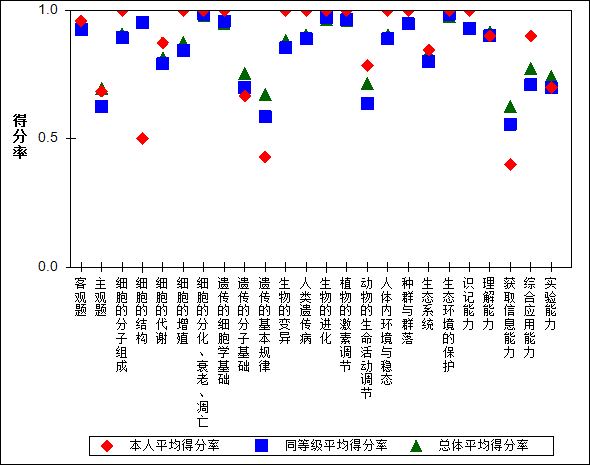 1.0
0.5
0.0
得分率
客观题
主观题
细胞的分子组成
细胞的结构
细胞的代谢
细胞的增殖
细胞的分化、衰老、凋亡
遗传的细胞学基础
遗传的分子基础
遗传的基本规律
生物的变异
人类遗传病
生物的进化
植物的激素调节
动物的生命活动调节
人体内环境与稳态
种群与群落
生态系统
生态环境的保护
识记能力
理解能力
获取信息能力
综合应用能力
实验能力
本人平均得分率
同等级平均得分率
总体平均得分率